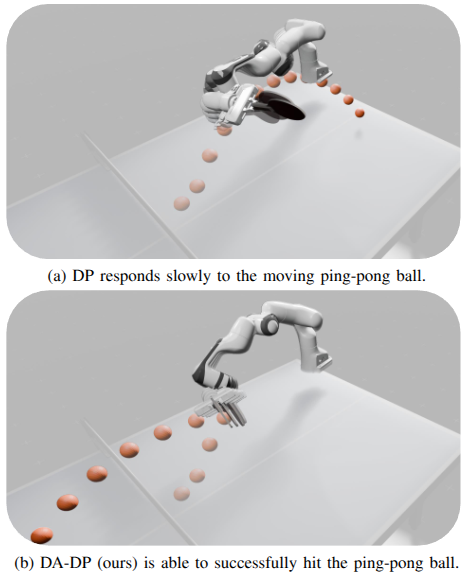 (a) DP responds slowly to the moving ping-pong ball.
(b) DA-DP (ours) is able to successfully hit the ping-pong ball.